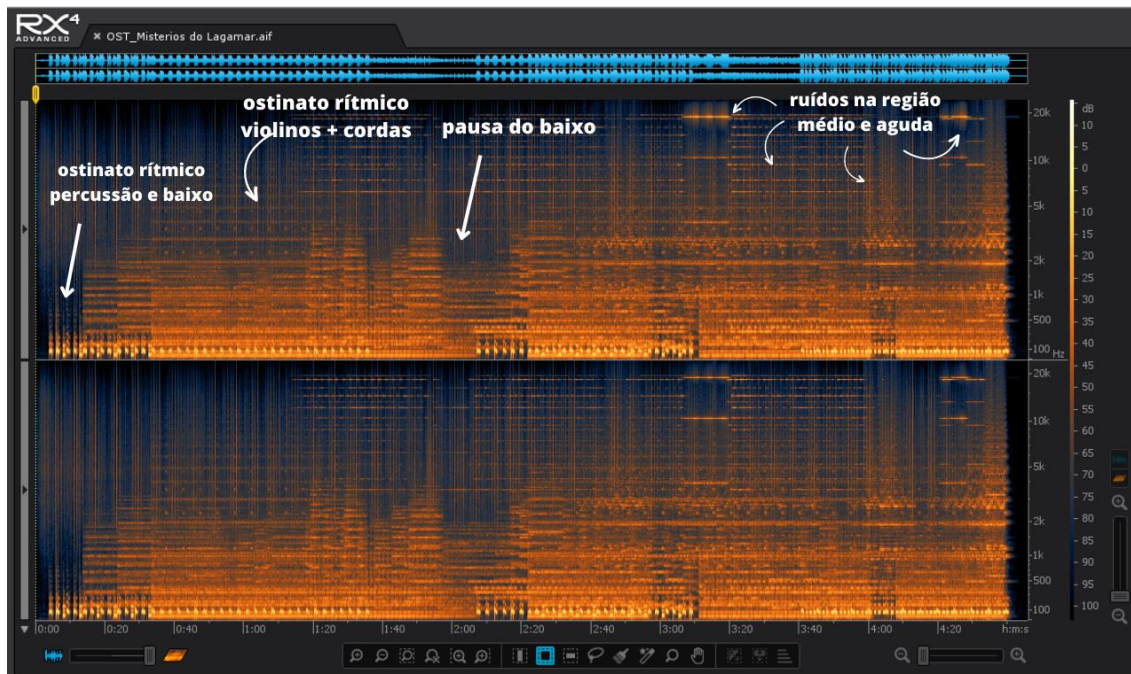 RX 4
ADVANCED
× OST_Misterios do Lagamar.aif
ostinato rítmico
violinos + cordas
pausa do baixo
ruídos na região
médio e aguda
ostinato rítmico
percussão e baixo
-20k
-10k
-5k
-2k
-1k
-500
-100 Hz
-20k
-10k
-5k
-2k
-1k
-500
-100
dB
10
5
0
5
10
15
20
25
30
35
40
45
50
55
60
65
70
75
80
85
90
95
100
0:00 0:20 0:40 1:00 1:20 1:40 2:00 2:20 2:40 3:00 3:20 3:40 4:00 4:20 h:m:s